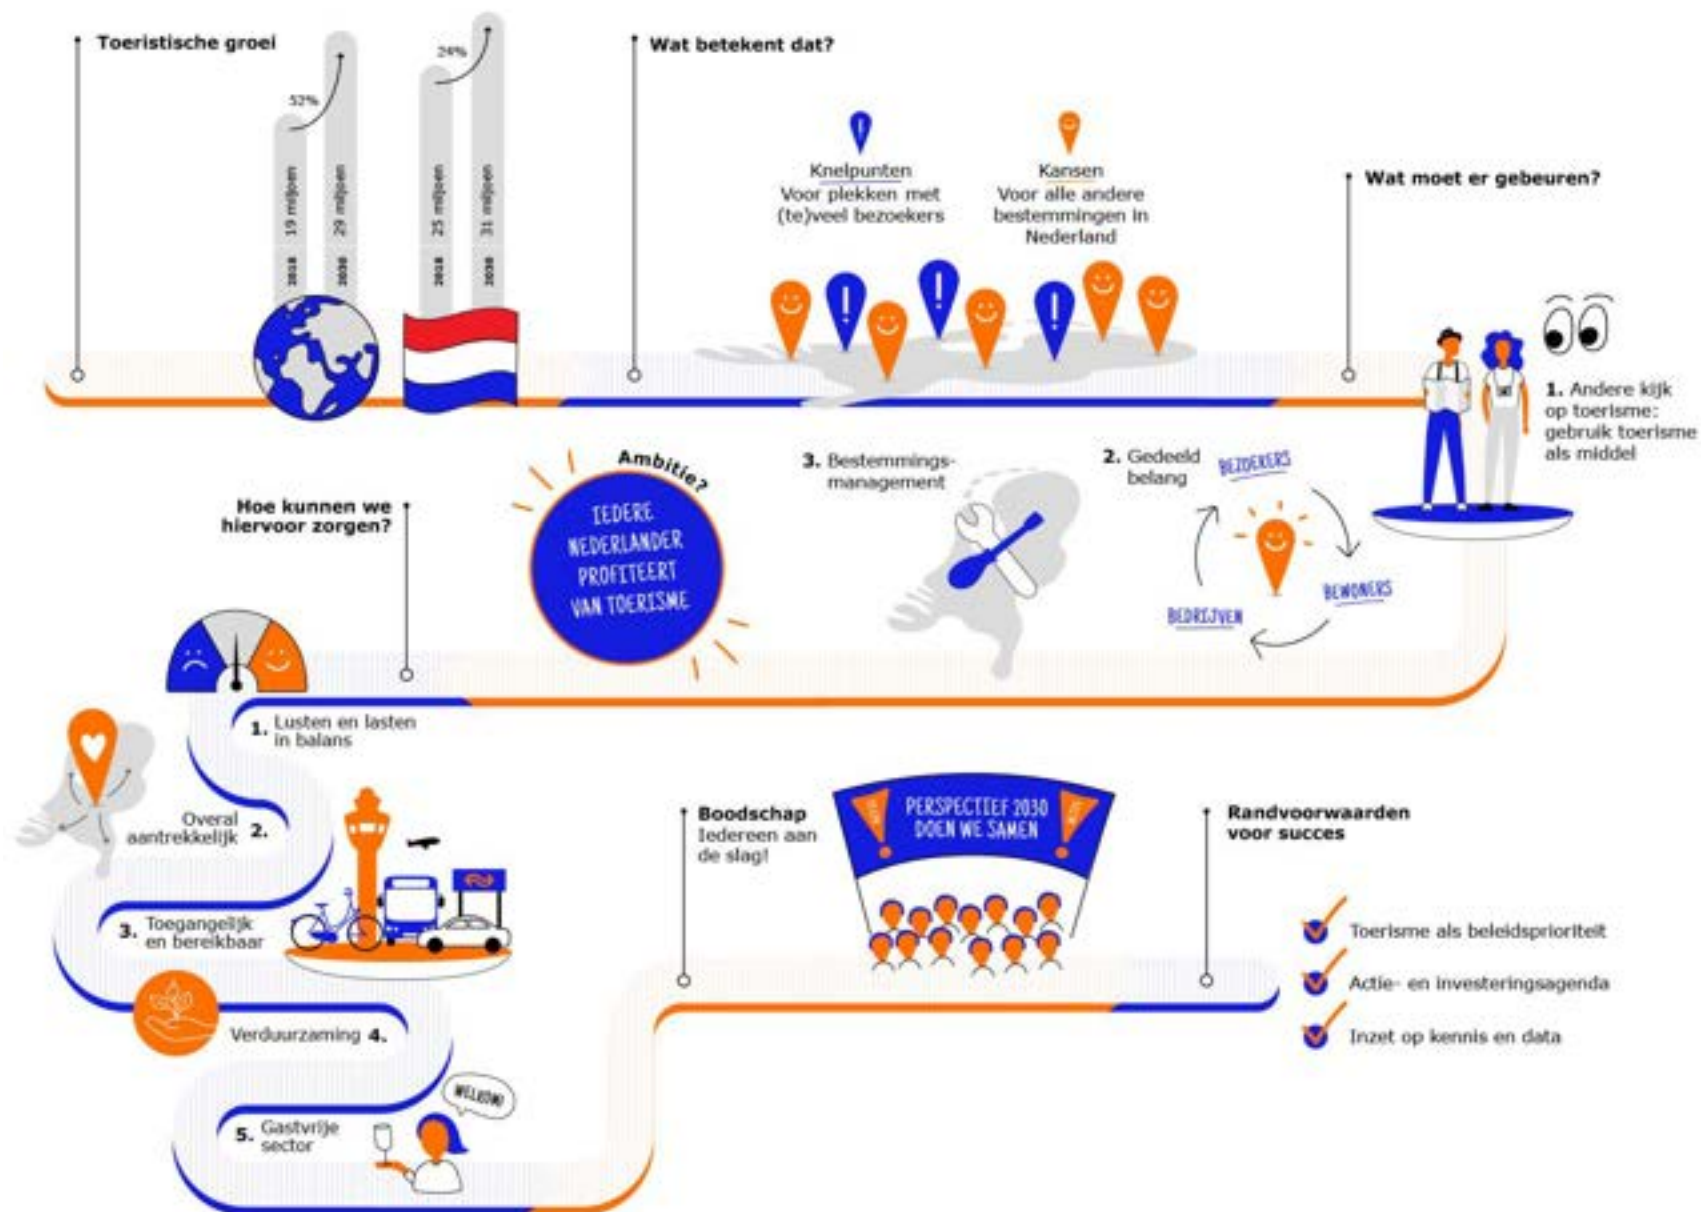 Toeristische groei
52%
24%
19 miljoen
29 miljoen
25 miljoen
31 miljoen
2018
2030
2018
2030
Wat betekent dat?
Knelpunten
Voor plekken met
(te)veel bezoekers
Kansen
Voor alle andere
bestemmingen in
Nederland
Wat moet er gebeuren?
1. Andere kijk
op toerisme:
gebruik toerisme
als middel
2. Gedeeld
belang
BEZOEKERS
BEWONERS
BEDRIJVEN
3. Bestemmings-
management
Ambitie?
IEDERE
NEDERLANDER
PROFITEERT
VAN TOERISME
Hoe kunnen we
hiervoor zorgen?
1. Lusten en lasten
in balans
Overal
aantrekkelijk 2.
3. Toegangelijk
en bereikbaar
Verduurzaming 4.
5. Gastvrije
sector
WELKOM!
Boodschap
Iedereen aan
de slag!
PERSPECTIEF 2030
DOEN WE SAMEN
Randvoorwaarden
voor succes
Toerisme als beleidsprioriteit
Actie- en investeringsagenda
Inzet op kennis en data